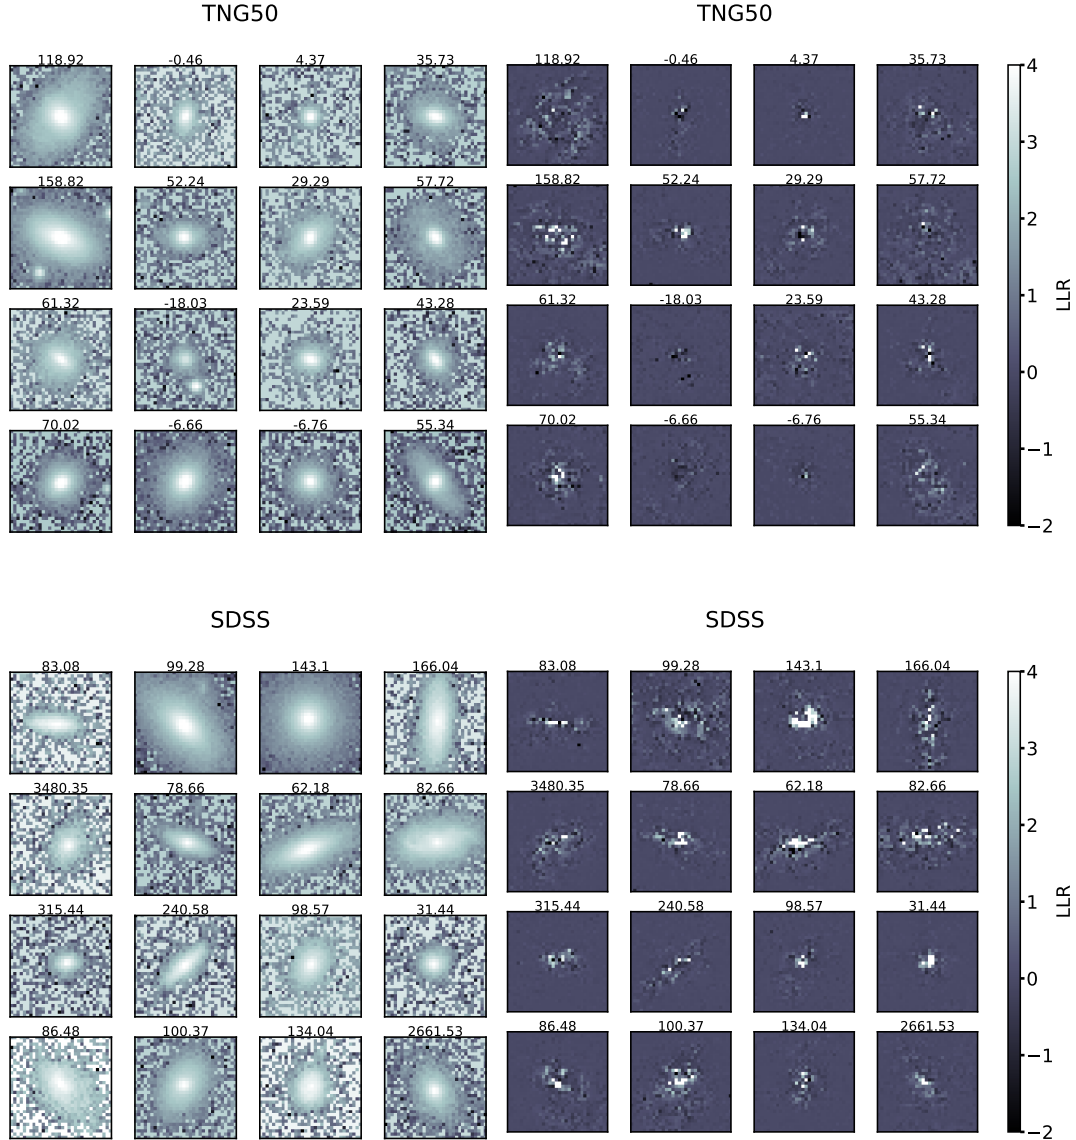 TNG50 TNG50
118.92 -0.46 4.37 35.73 118.92 -0.46 4.37 35.73
4
158.82 52.24 29.29 57.72 158.82 52.24 29.29 57.72
3
2
61.32 -18.03 23.59 43.28 61.32 -18.03 23.59 43.28
1
LLR
0
70.02 -6.66 -6.76 55.34 70.02 -6.66 -6.76 55.34
−1
−2
SDSS SDSS
83.08 99.28 143.1 166.04 83.08 99.28 143.1 166.04
4
3480.35 78.66 62.18 82.66 3480.35 78.66 62.18 82.66
3
2
315.44 240.58 98.57 31.44 315.44 240.58 98.57 31.44
1
LLR
0
86.48 100.37 134.04 2661.53 86.48 100.37 134.04 2661.53
−1
−2